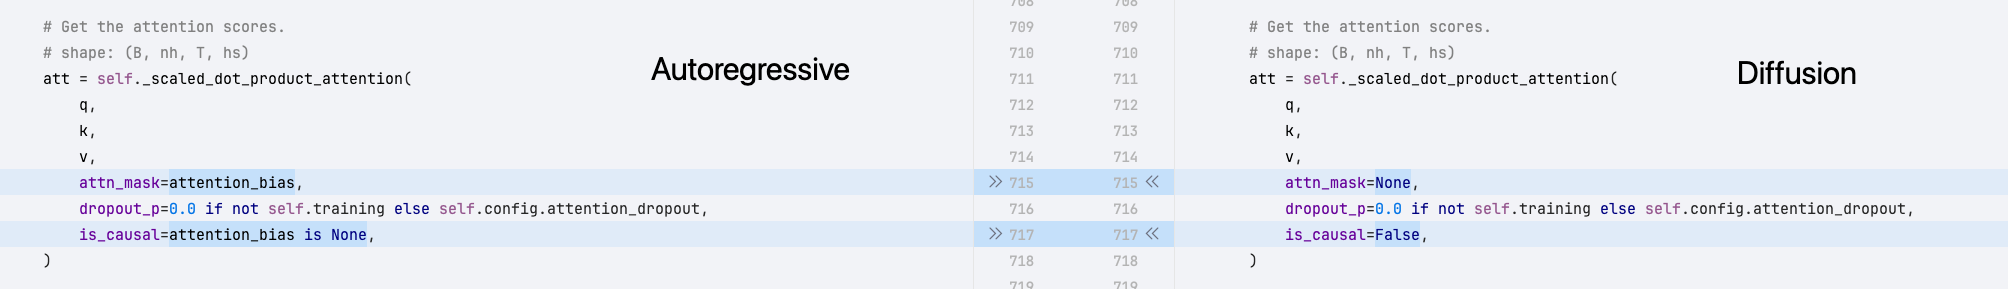 708 708
# Get the attention scores. 709 709 # Get the attention scores.
# shape: (B, nh, T, hs) 710 710 # shape: (B, nh, T, hs)
Autoregressive Diffusion
att = self._scaled_dot_product_attention( 711 711 att = self._scaled_dot_product_attention(
q, 712 712 q,
k, 713 713 k,
v, 714 714 v,
attn_mask=attention_bias, >> 715 715 << attn_mask=None,
dropout_p=0.0 if not self.training else self.config.attention_dropout, 716 716 dropout_p=0.0 if not self.training else self.config.attention_dropout,
is_causal=attention_bias is None, >> 717 717 << is_causal=False,
) 718 718 )
719 719